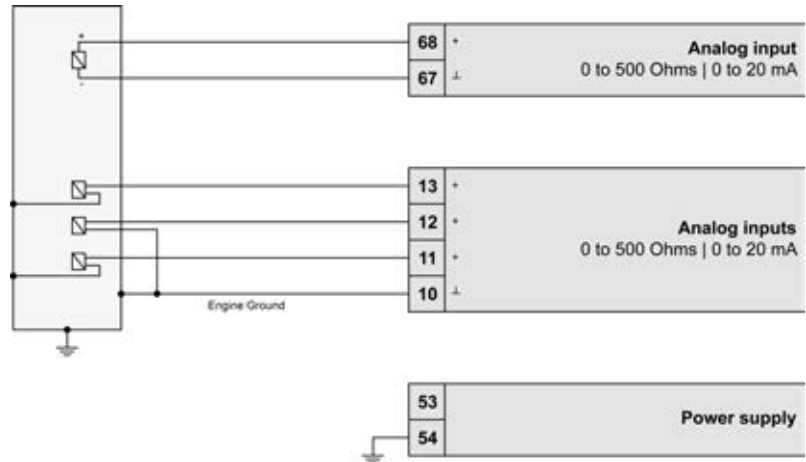 +
-
68 +
67 ⊥
Analog input
0 to 500 Ohms | 0 to 20 mA
13 +
12 +
11 +
10 ⊥
Analog inputs
0 to 500 Ohms | 0 to 20 mA
Engine Ground
53
54
Power supply